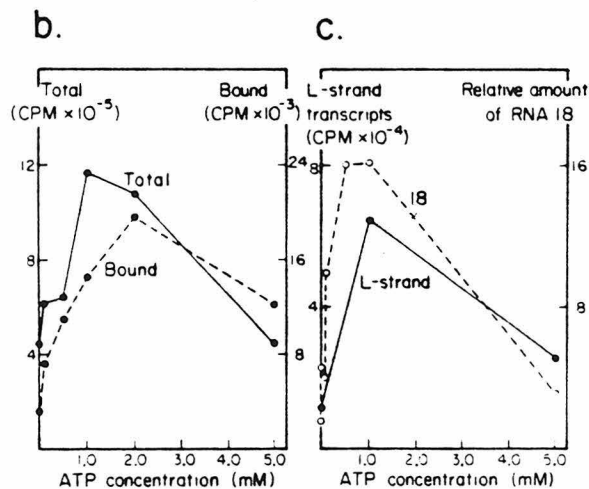 b.
Total
(CPM ×10⁻⁵)
Bound
(CPM×10⁻³)
12
8
4
24
16
8
Total
Bound
1.0 2.0 3.0 4.0 5.0
ATP concentration (mM)
c.
L-strand
transcripts
(CPM ×10⁻⁴)
Relative amount
of RNA 18
8
4
16
8
18
L-strand
1.0 2.0 3.0 4.0 5.0
ATP concentration (mM)